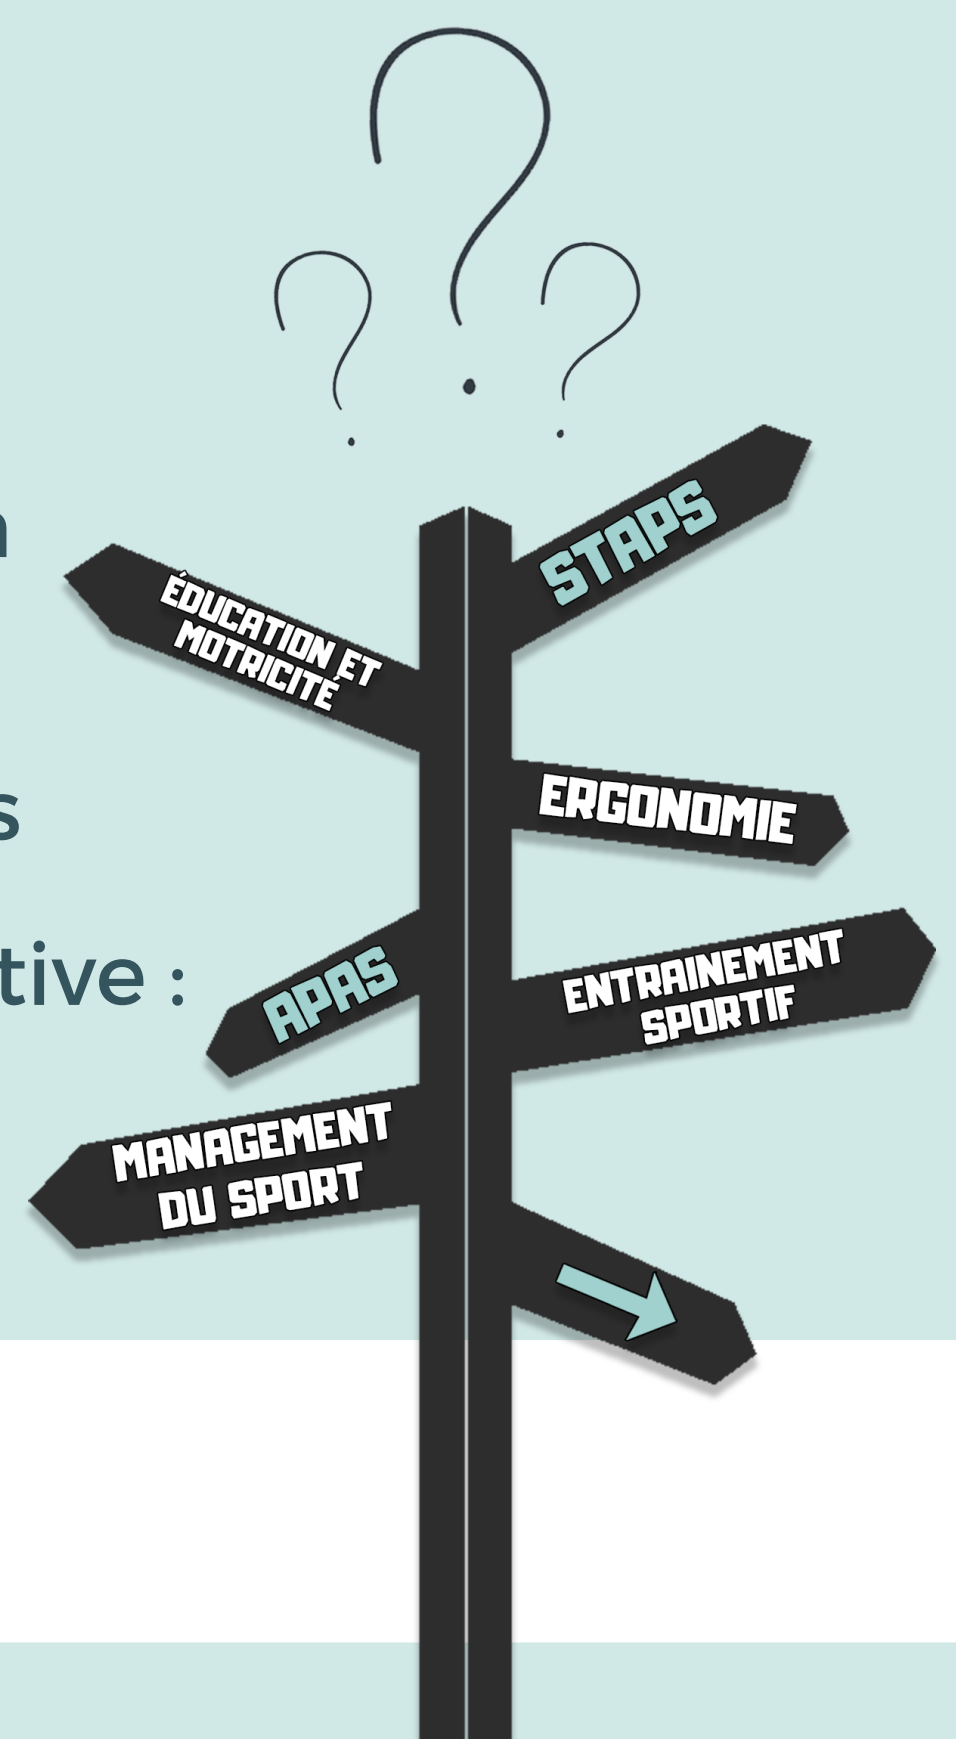 STAPS
ÉDUCATION ET
MOTRICITÉ
ERGONOMIE
APAS
ENTRAINEMENT
SPORTIF
tive :
MANAGEMENT
DU SPORT